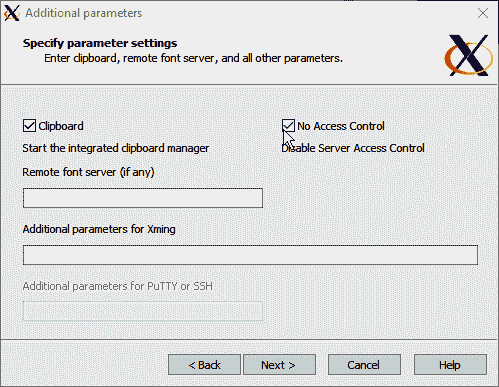 Additional parameters
Specify parameter settings
Enter clipboard, remote font server, and all other parameters.
Clipboard
No Access Control
Start the integrated clipboard manager
Disable Server Access Control
Remote font server (if any)
Additional parameters for Xming
Additional parameters for PuTTY or SSH
< Back
Next >
Cancel
Help